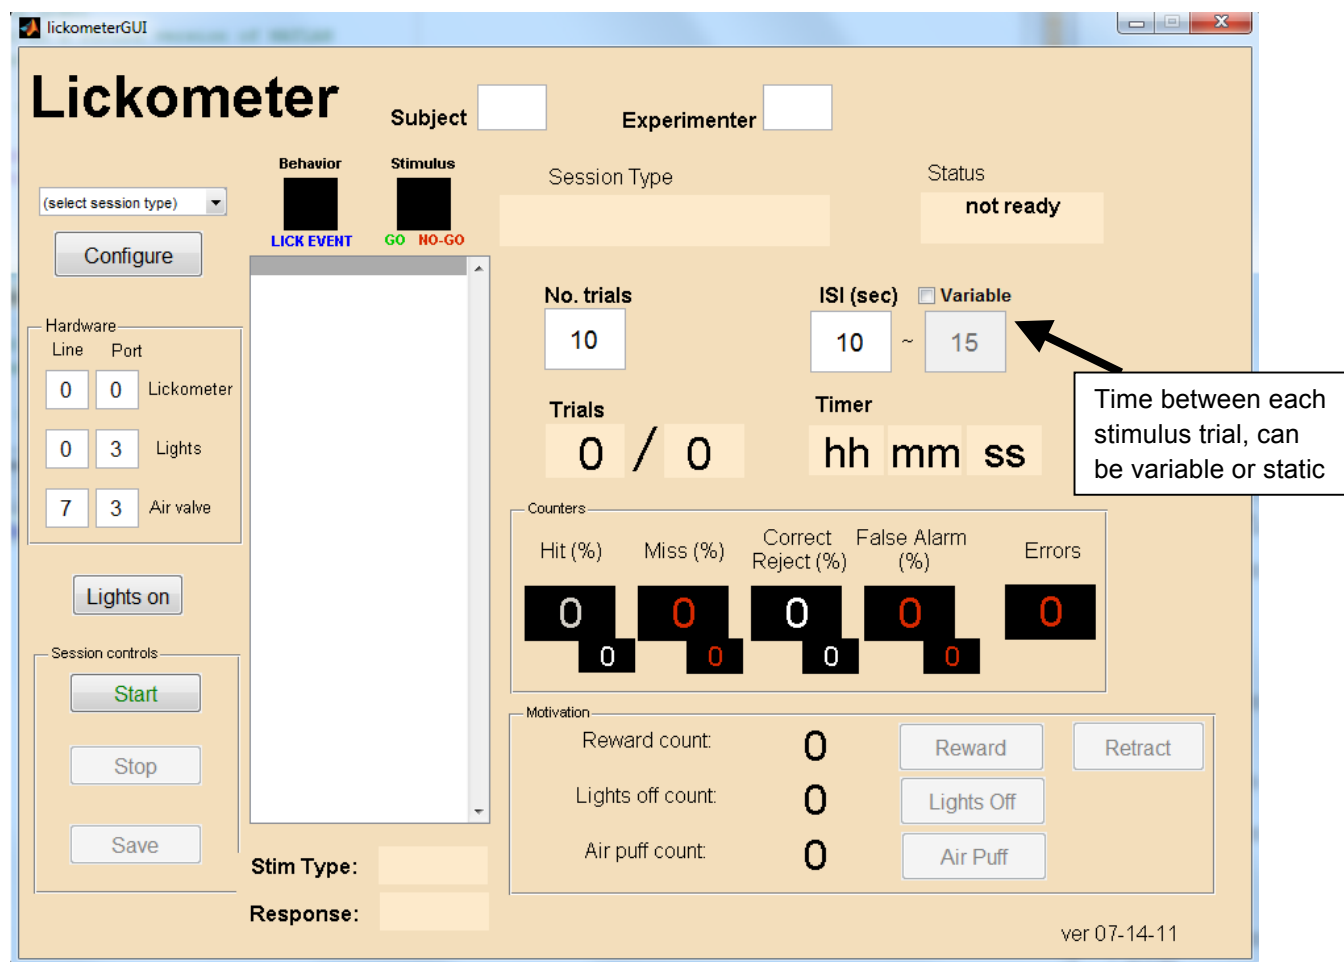 lickometerGUI
Lickometer
Subject
Experimenter
Behavior
Stimulus
LICK EVENT
GO NO-GO
Session Type
Status
not ready
(select session type)
Configure
No. trials
10
ISI (sec)
Variable
10 ~ 15
Time between each
stimulus trial, can
be variable or static
Hardware
Line Port
0 0 Lickometer
0 3 Lights
7 3 Air valve
Trials
0 / 0
Timer
hh mm ss
Lights on
Counters
Hit (%)
Miss (%)
Correct
Reject (%)
False Alarm
(%)
Errors
0 0 0 0 0
0 0 0 0
Session controls
Start
Stop
Save
Motivation
Reward count: 0 Reward Retract
Lights off count: 0 Lights Off
Air puff count: 0 Air Puff
Stim Type:
Response:
ver 07-14-11